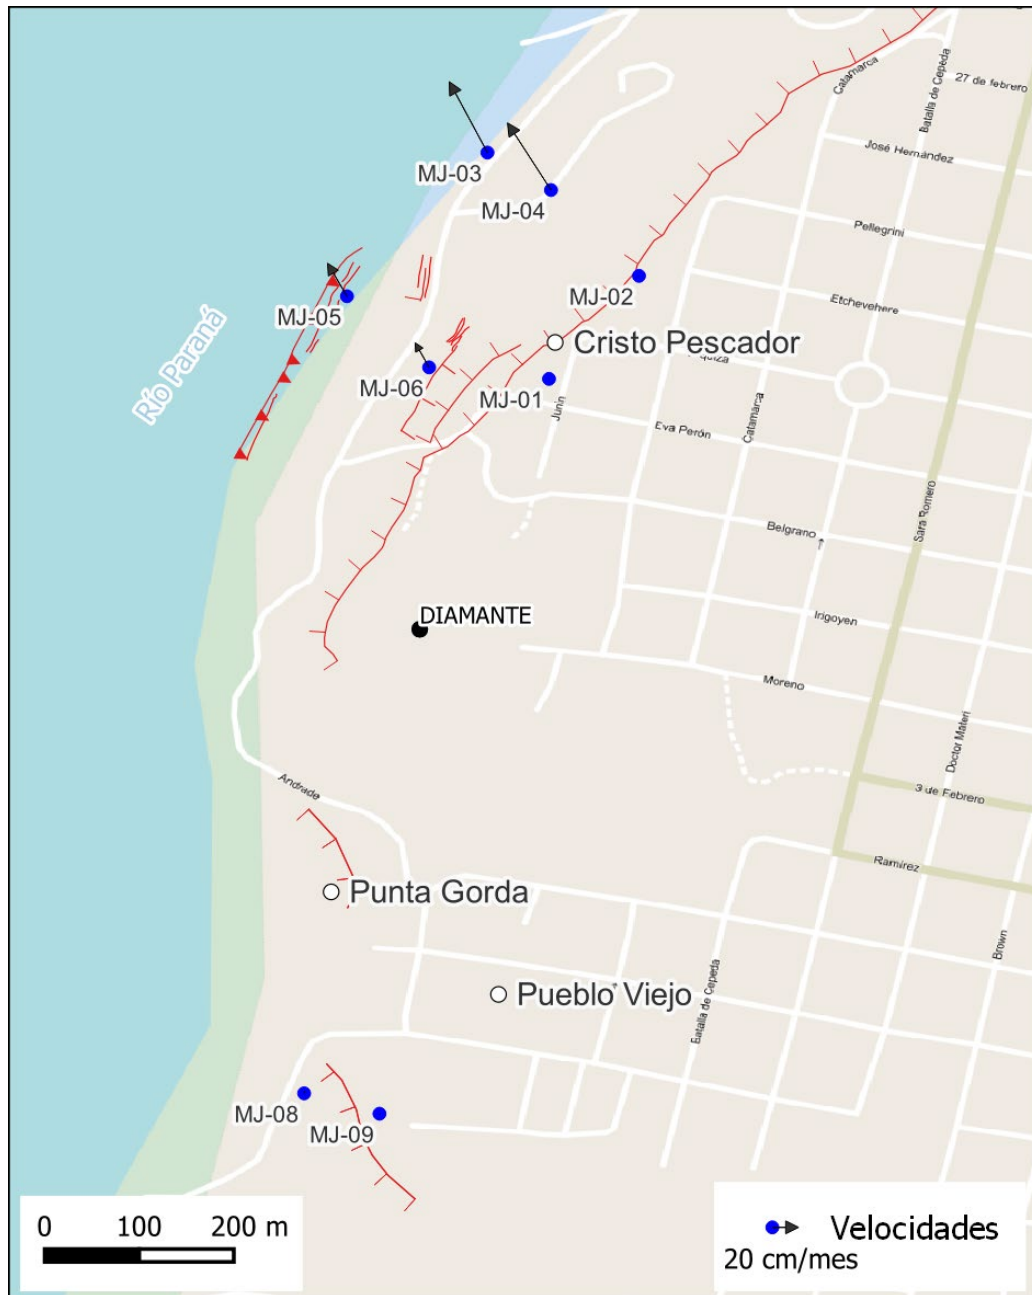 27 de febrero
Catamarca
Batalla de Cepeda
José Hernández
MJ-03
MJ-04
Pellegrini
MJ-02
Etchevehere
MJ-05
Cristo Pescador
Río Paraná
MJ-06
MJ-01
Junín
Eva Perón
Catamarca
Sara Romero
Belgrano
DIAMANTE
Irigoyen
Moreno
Doctor Materi
Andrade
3 de Febrero
Ramírez
Punta Gorda
Brown
Pueblo Viejo
Batalla de Cepeda
MJ-08
MJ-09
0 100 200 m
Velocidades
20 cm/mes